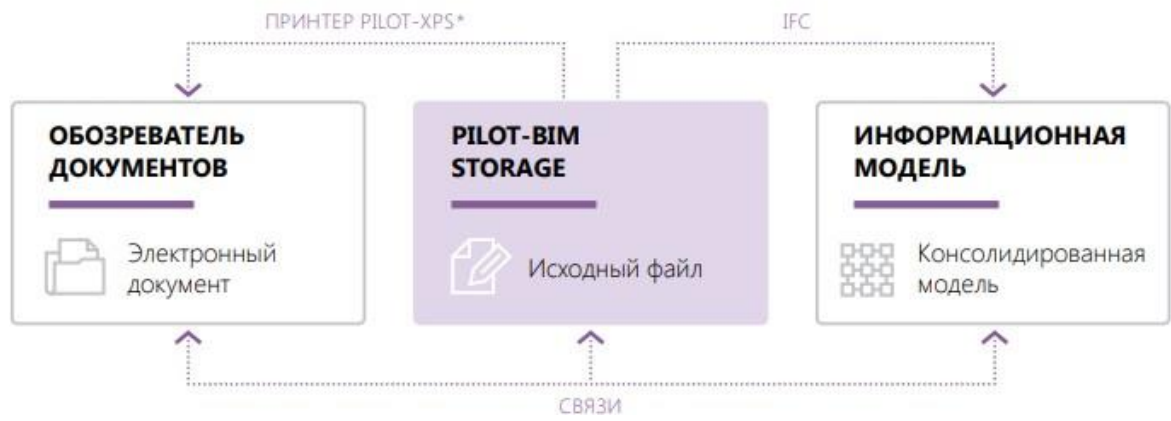 ПРИНТЕР PILOT-XPS*
IFC
ОБОЗРЕВАТЕЛЬ
ДОКУМЕНТОВ
Электронный
документ
PILOT-BIM
STORAGE
Исходный файл
ИНФОРМАЦИОННАЯ
МОДЕЛЬ
Консолидированная
модель
СВЯЗИ